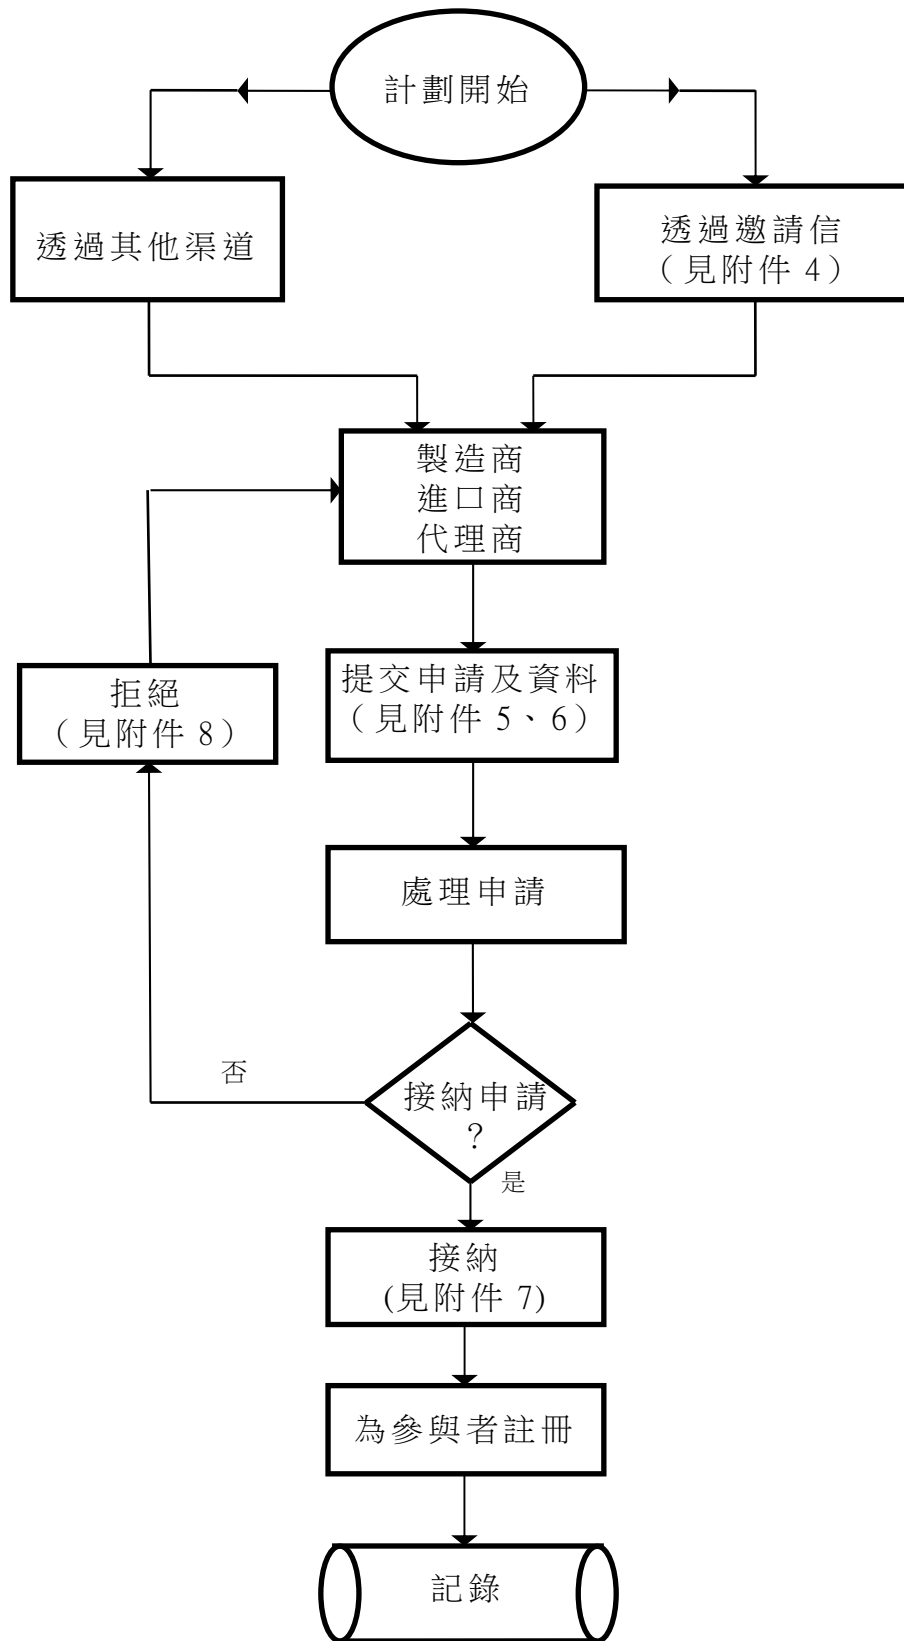 計劃開始
透過其他渠道
透過邀請信
（見附件 4）
製造商
進口商
代理商
拒絕
（見附件 8）
提交申請及資料
（見附件 5、6）
處理申請
否
接納申請
？
是
接納
(見附件 7)
為參與者註冊
記錄